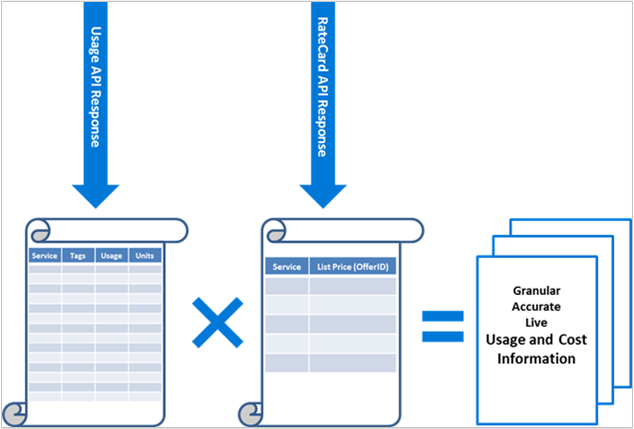 Usage API Response
RateCard API Response
Service Tags Usage Units
Service List Price (OfferID)
Granular
Accurate
Live
Usage and Cost
Information